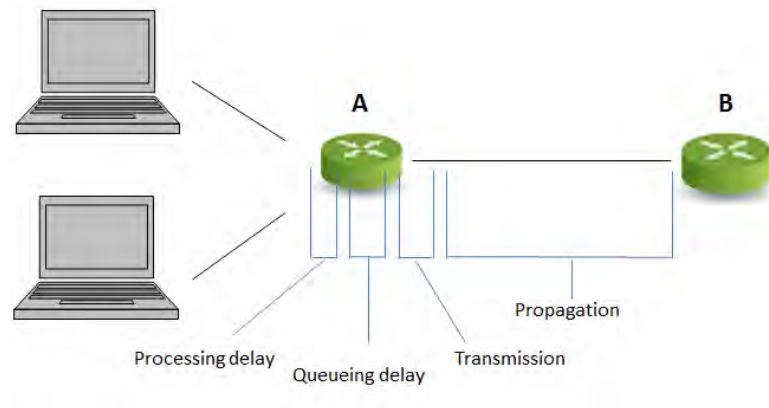 A
B
Propagation
Processing delay
Transmission
Queueing delay